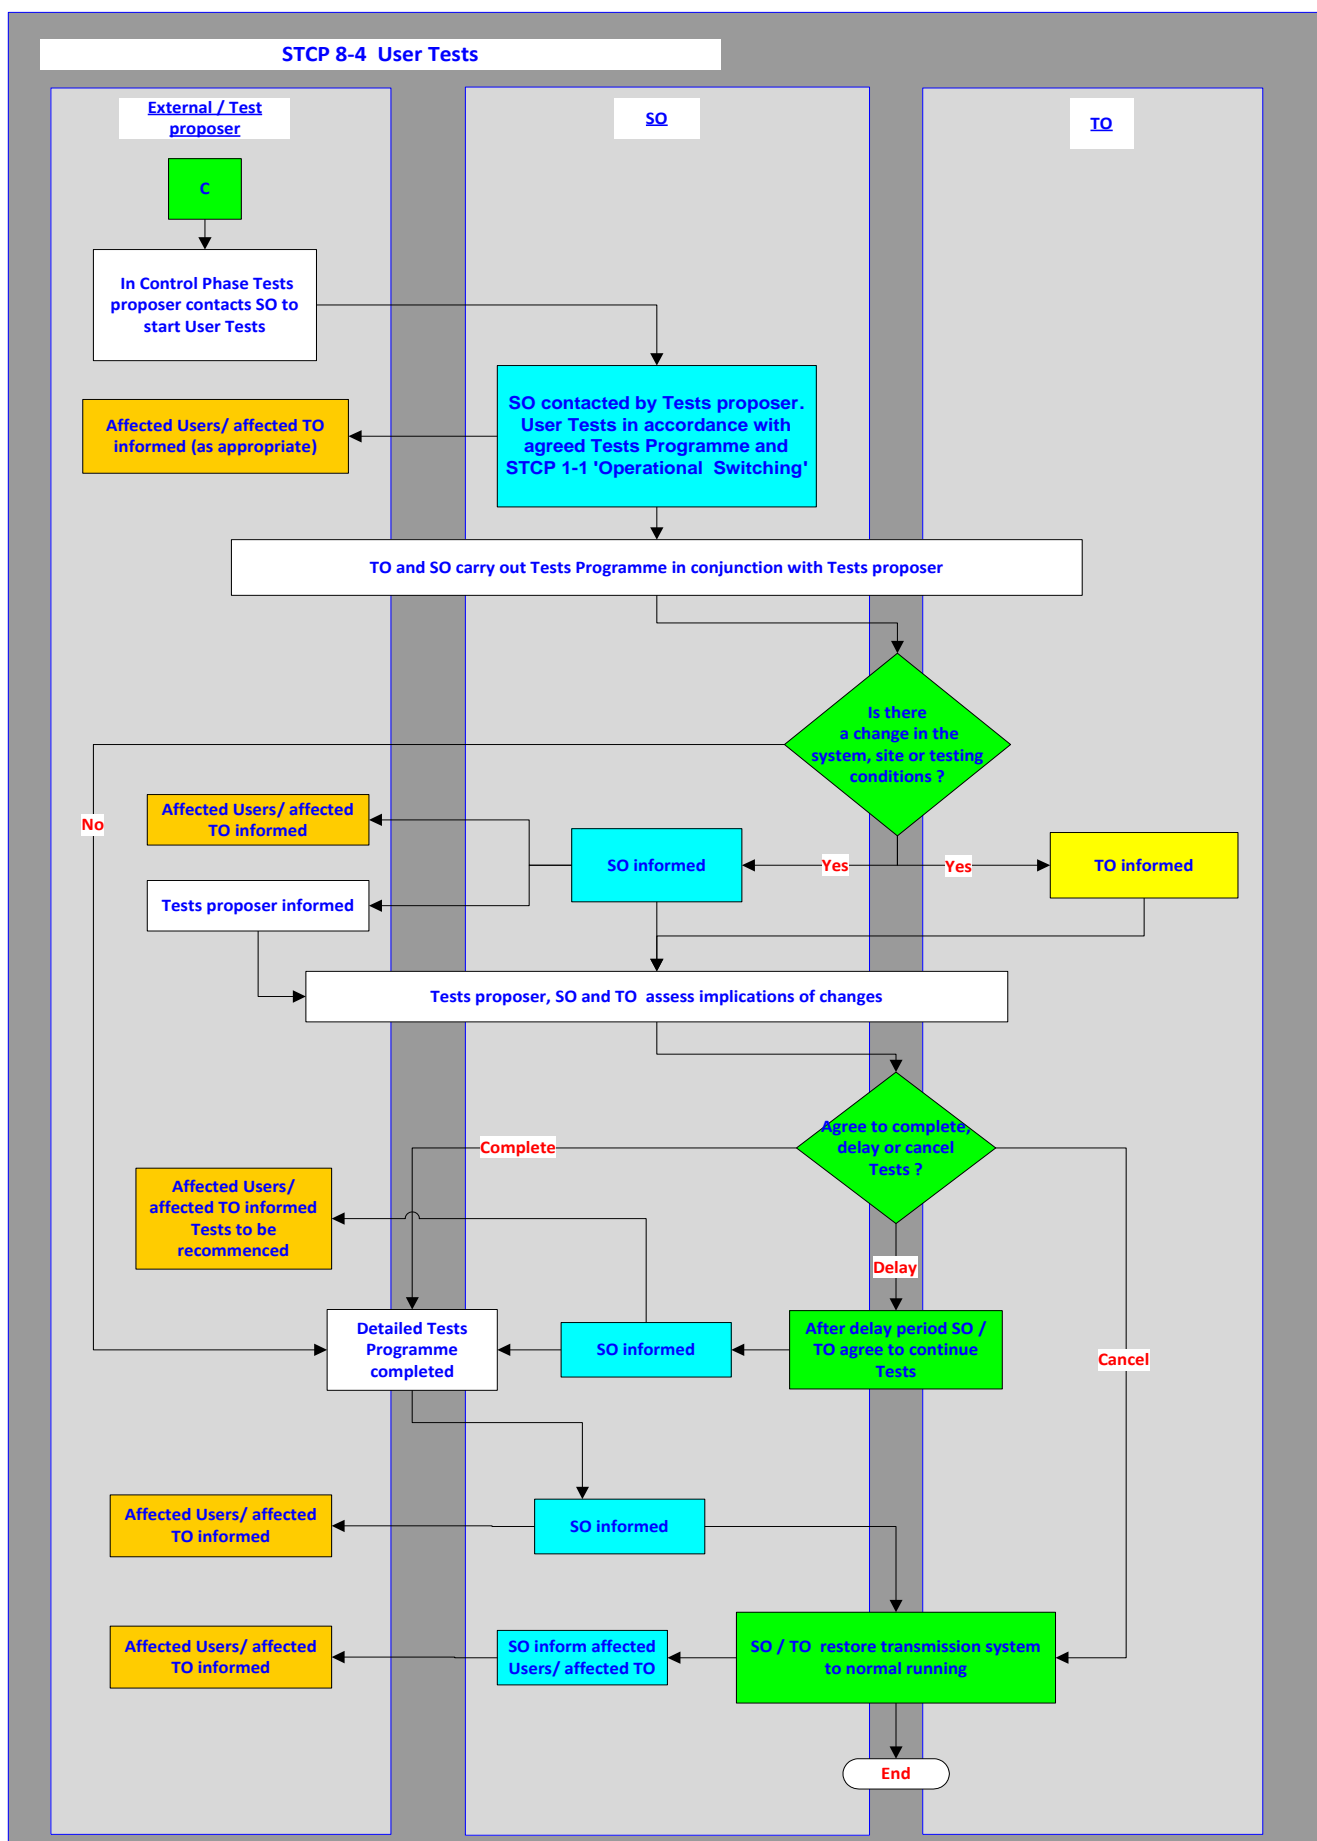 STCP 8-4 User Tests
External / Test
proposer
SO
TO
C
In Control Phase Tests
proposer contacts SO to
start User Tests
SO contacted by Tests proposer.
User Tests in accordance with
agreed Tests Programme and
STCP 1-1 'Operational Switching'
Affected Users/ affected TO
informed (as appropriate)
TO and SO carry out Tests Programme in conjunction with Tests proposer
Is there
a change in the
system, site or testing
conditions ?
No
Affected Users/ affected
TO informed
SO informed
Yes
Yes
TO informed
Tests proposer informed
Tests proposer, SO and TO assess implications of changes
Agree to complete,
delay or cancel
Tests ?
Complete
Affected Users/
affected TO informed
Tests to be
recommenced
Delay
Detailed Tests
Programme
completed
SO informed
After delay period SO /
TO agree to continue
Tests
Cancel
Affected Users/ affected
TO informed
SO informed
Affected Users/ affected
TO informed
SO inform affected
Users/ affected TO
SO / TO restore transmission system
to normal running
End